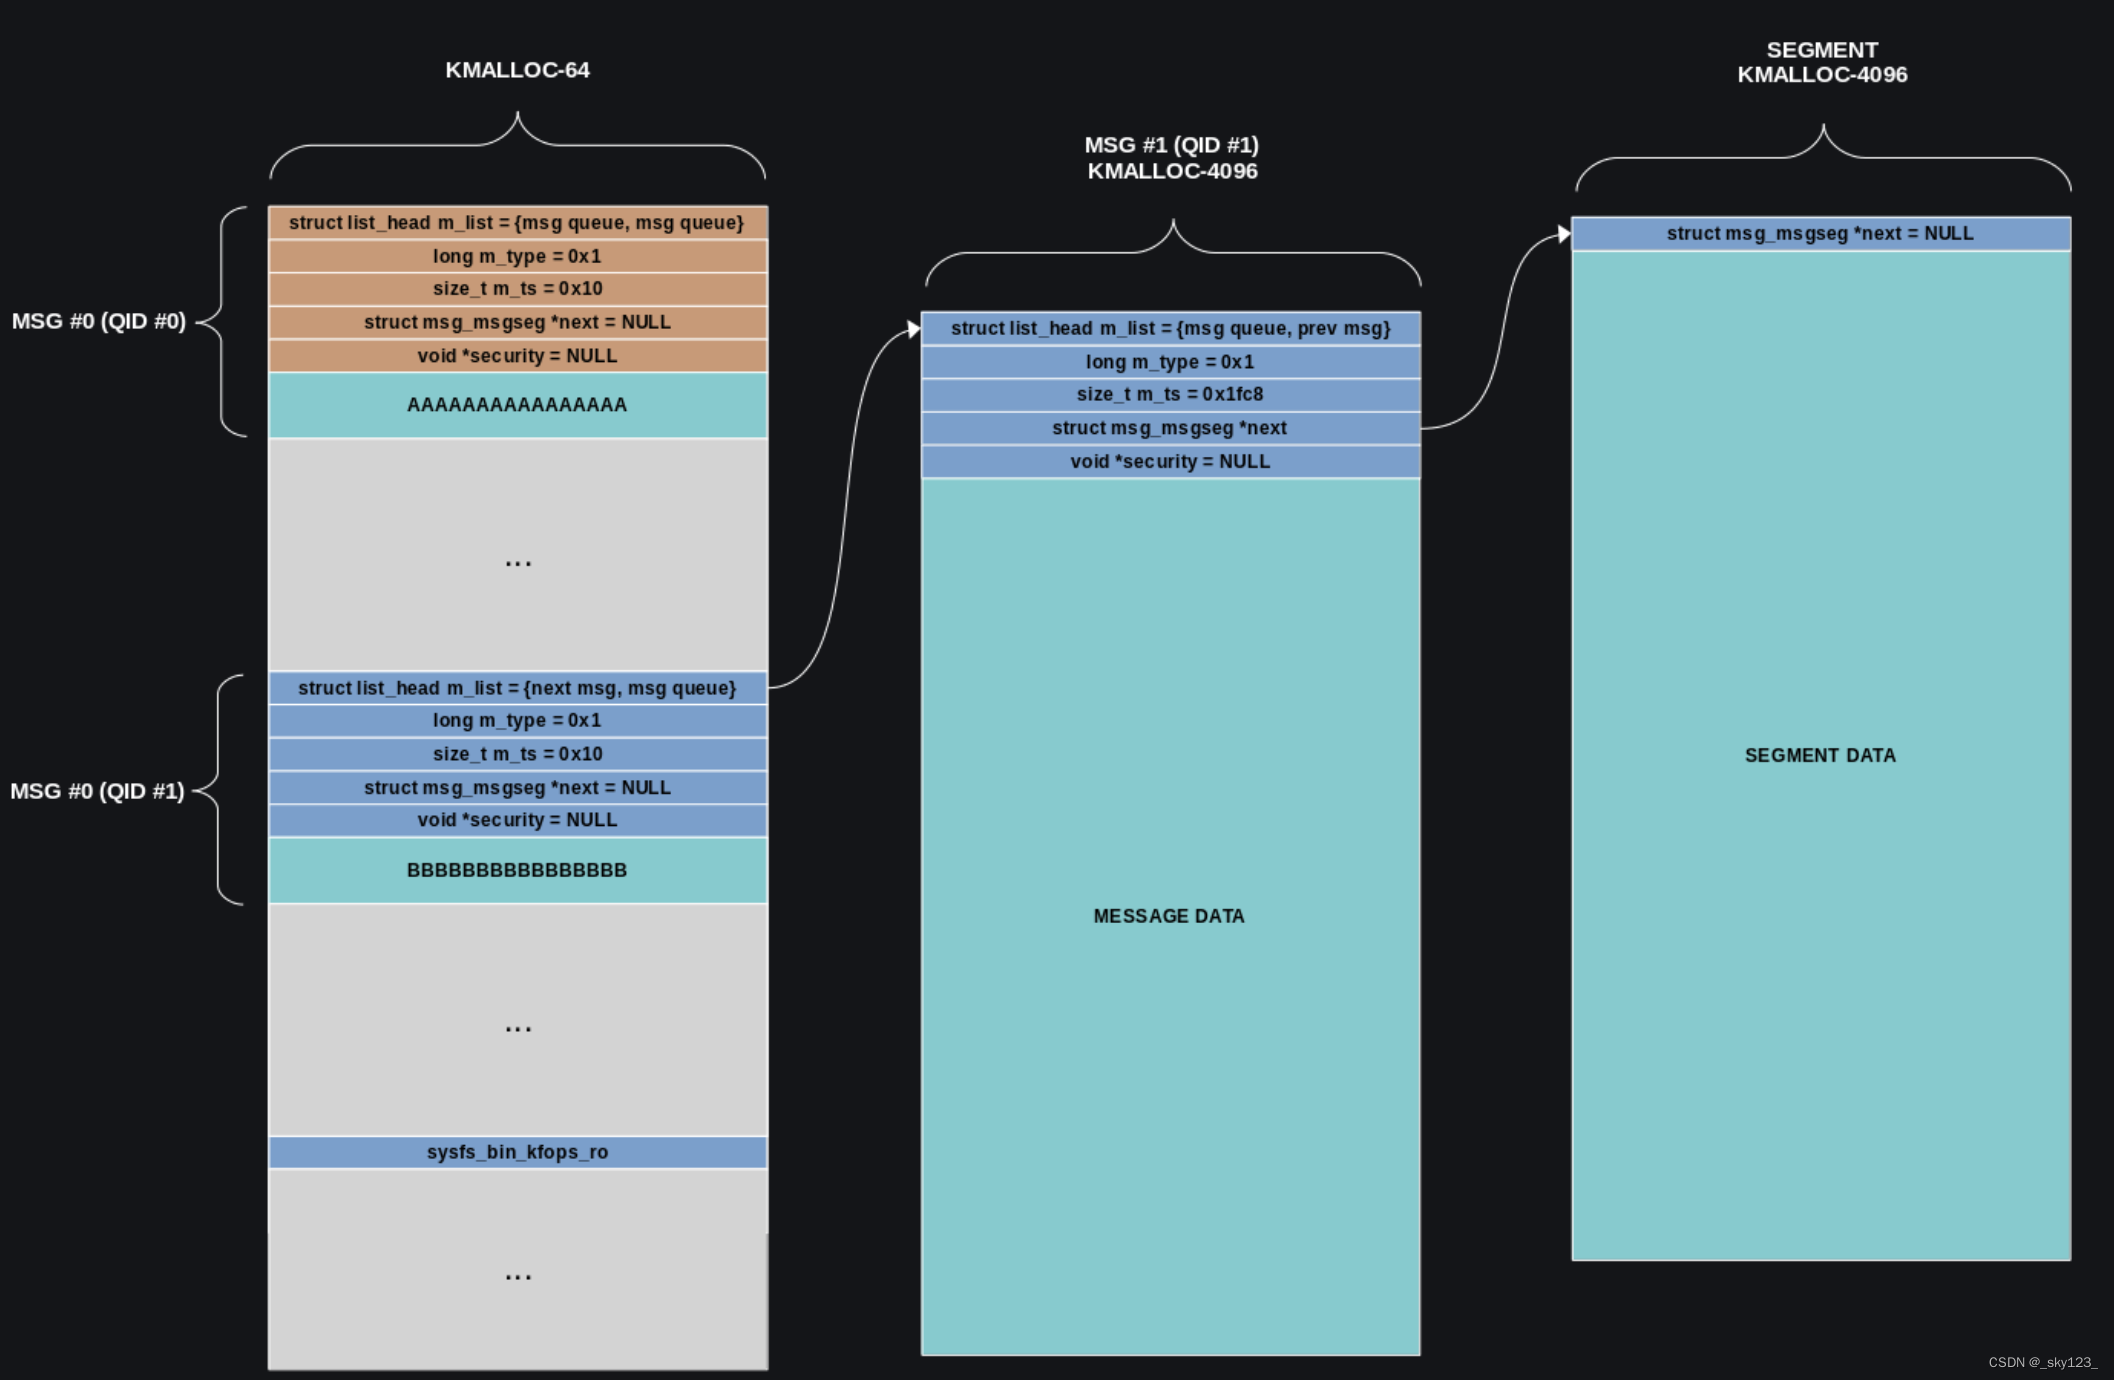 KMALLOC-64
MSG #0 (QID #0)
struct list_head m_list = {msg queue, msg queue}
long m_type = 0x1
size_t m_ts = 0x10
struct msg_msgseg *next = NULL
void *security = NULL
AAAAAAAAAAAAAAAA
...
MSG #0 (QID #1)
struct list_head m_list = {next msg, msg queue}
long m_type = 0x1
size_t m_ts = 0x10
struct msg_msgseg *next = NULL
void *security = NULL
BBBBBBBBBBBBBBBB
...
sysfs_bin_kfops_ro
...
MSG #1 (QID #1)
KMALLOC-4096
struct list_head m_list = {msg queue, prev msg}
long m_type = 0x1
size_t m_ts = 0x1fc8
struct msg_msgseg *next
void *security = NULL
MESSAGE DATA
SEGMENT
KMALLOC-4096
struct msg_msgseg *next = NULL
SEGMENT DATA
CSDN @_sky123_